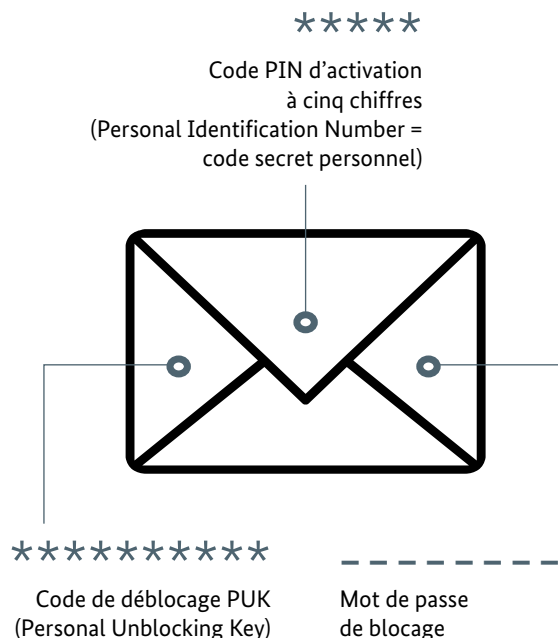 *****
Code PIN d’activation
à cinq chiffres
(Personal Identification Number =
code secret personnel)
**********
Code de déblocage PUK
(Personal Unblocking Key)
_ _ _ _ _ _ _ _
Mot de passe
de blocage